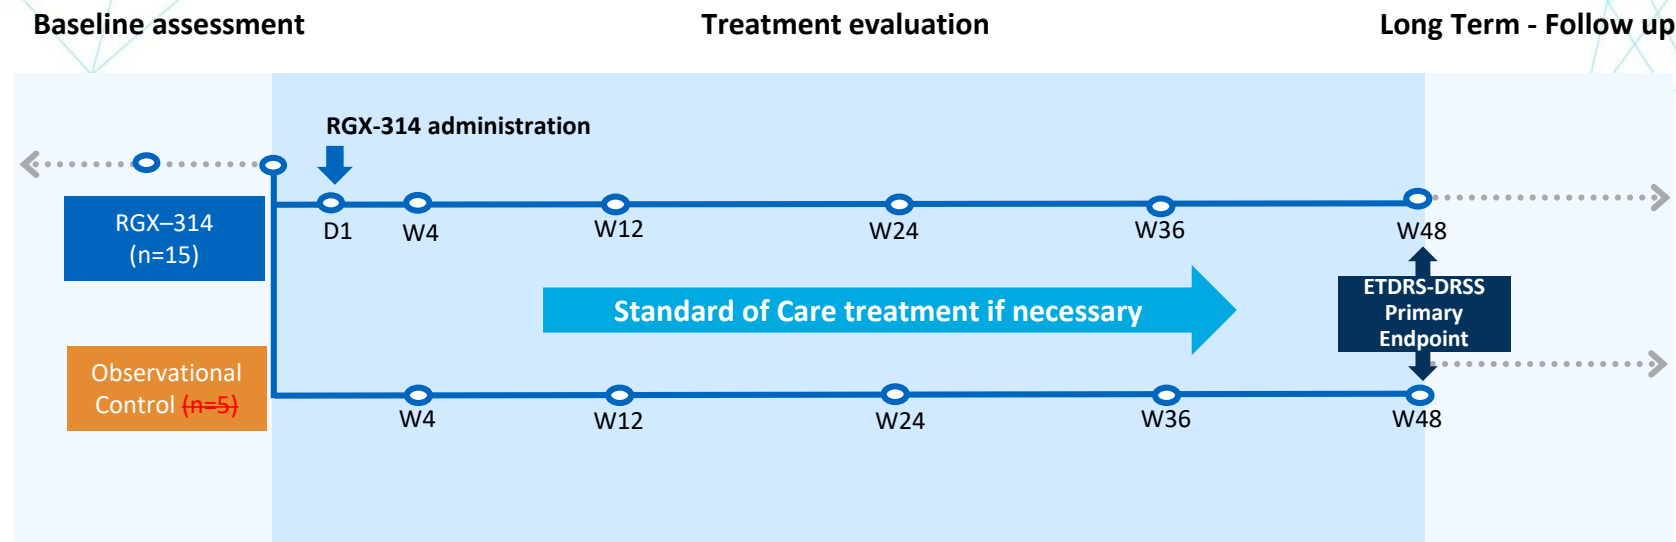 Baseline assessment
Treatment evaluation
Long Term - Follow up
RGX-314 administration
RGX–314
(n=15)
D1
W4
W12
W24
W36
W48
Standard of Care treatment if necessary
ETDRS-DRSS
Primary
Endpoint
Observational
Control (n=5)
W4
W12
W24
W36
W48